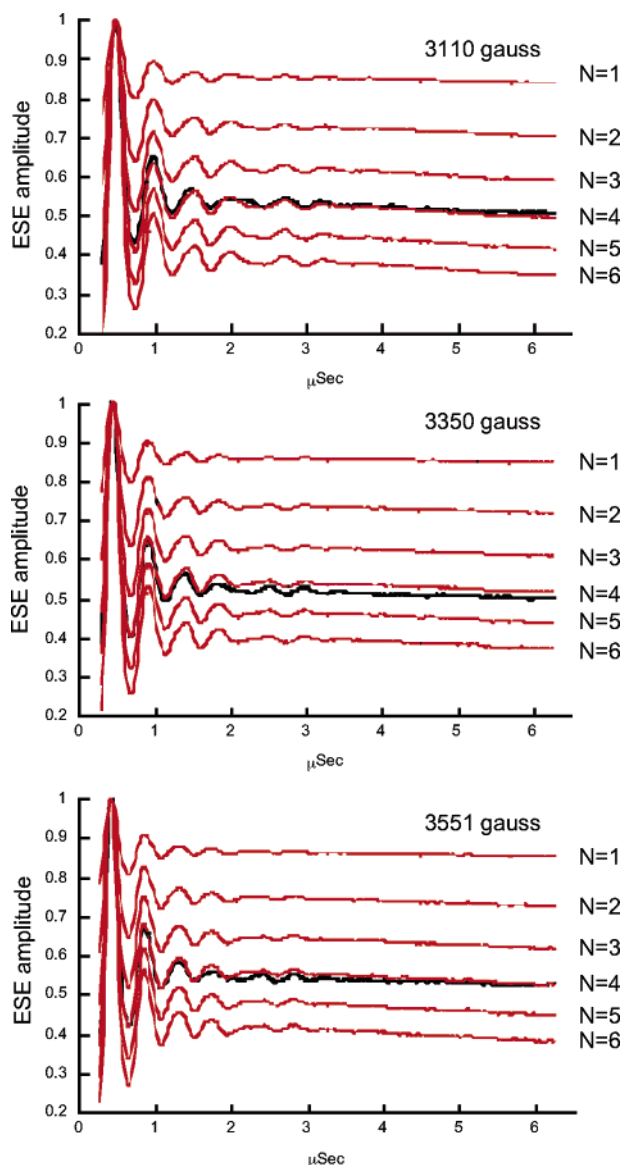 3110 gauss
ESE amplitude
1
0.9
0.8
0.7
0.6
0.5
0.4
0.3
0.2
N=1
N=2
N=3
N=4
N=5
N=6
0 1 2 3 4 5 6
μSec
3350 gauss
ESE amplitude
1
0.9
0.8
0.7
0.6
0.5
0.4
0.3
0.2
N=1
N=2
N=3
N=4
N=5
N=6
0 1 2 3 4 5 6
μSec
3551 gauss
ESE amplitude
1
0.9
0.8
0.7
0.6
0.5
0.4
0.3
0.2
N=1
N=2
N=3
N=4
N=5
N=6
0 1 2 3 4 5 6
μSec